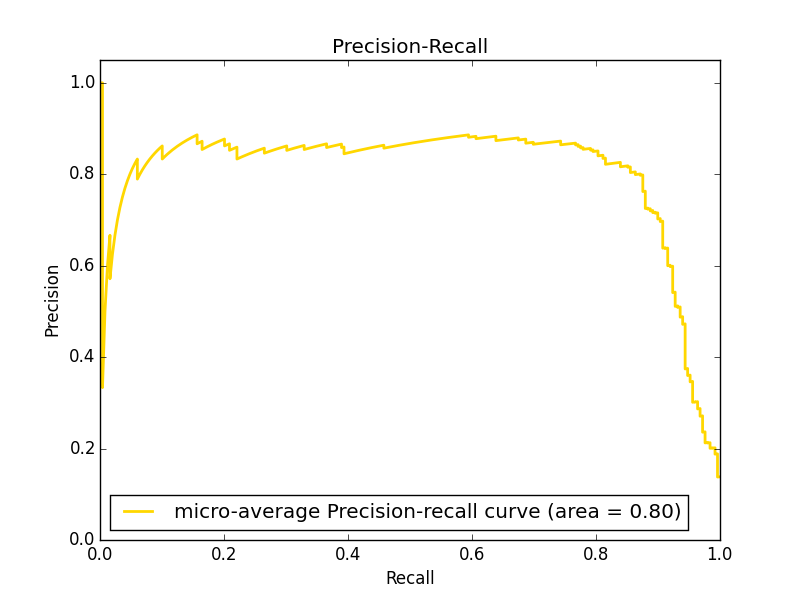 Precision-Recall
1.0
0.8
0.6
0.4
0.2
0.0
Precision
micro-average Precision-recall curve (area = 0.80)
0.0 0.2 0.4 0.6 0.8 1.0
Recall